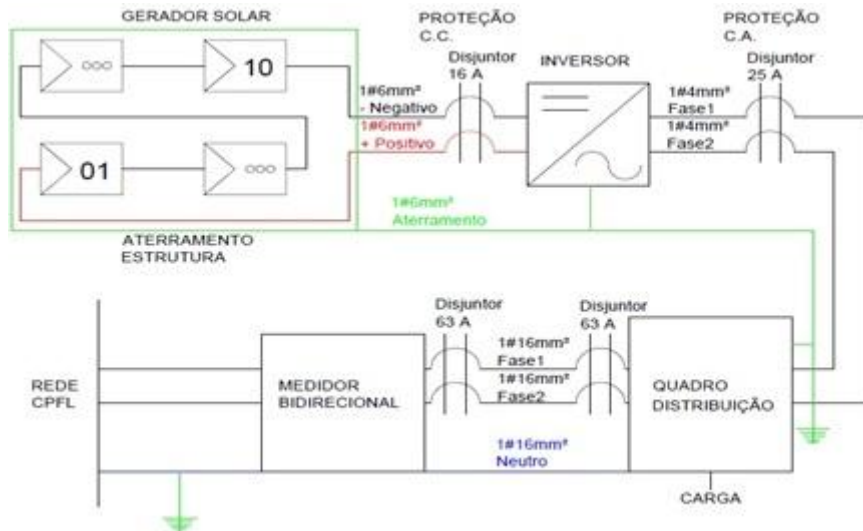 GERADOR SOLAR
PROTEÇÃO
C.C.
PROTEÇÃO
C.A.
Disjuntor
16 A
INVERSOR
Disjuntor
25 A
ooo
10
1#6mm²
- Negativo
1#6mm²
+ Positivo
1#4mm²
Fase1
1#4mm²
Fase2
01
ooo
1#6mm²
Aterramento
ATERRAMENTO
ESTRUTURA
Disjuntor
63 A
Disjuntor
63 A
1#16mm²
Fase1
1#16mm²
Fase2
REDE
CPFL
MEDIDOR
BIDIRECIONAL
QUADRO
DISTRIBUIÇÃO
1#16mm²
Neutro
CARGA